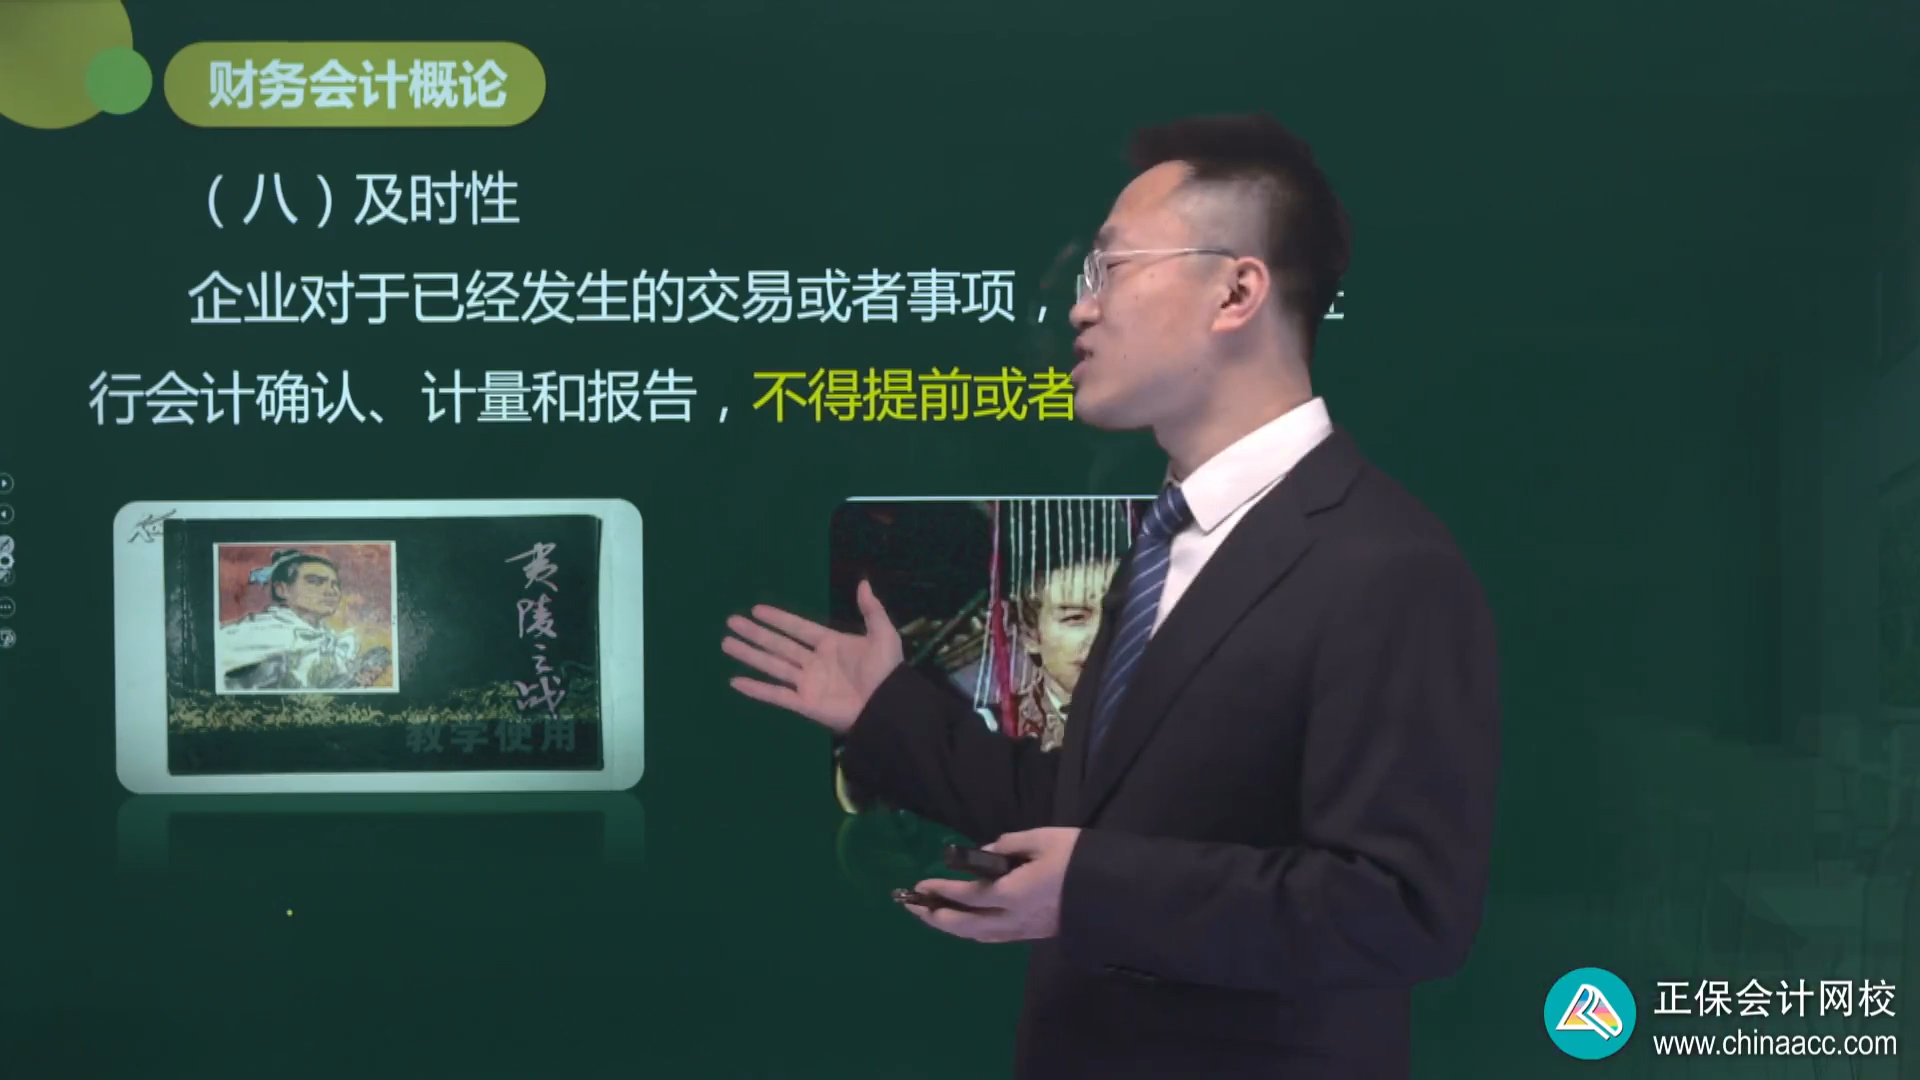 财务会计概论
（八）及时性
企业对于已经发生的交易或者事项，
行会计确认、计量和报告，不得提前或者
夷陵之战
教学使用
正保会计网校
www.chinaacc.com